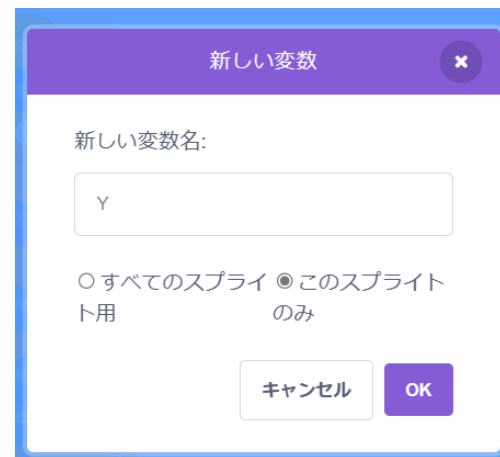 新しい変数
新しい変数名:
Y
すべてのスプライ
ト用
このスプライト
のみ
キャンセル
OK